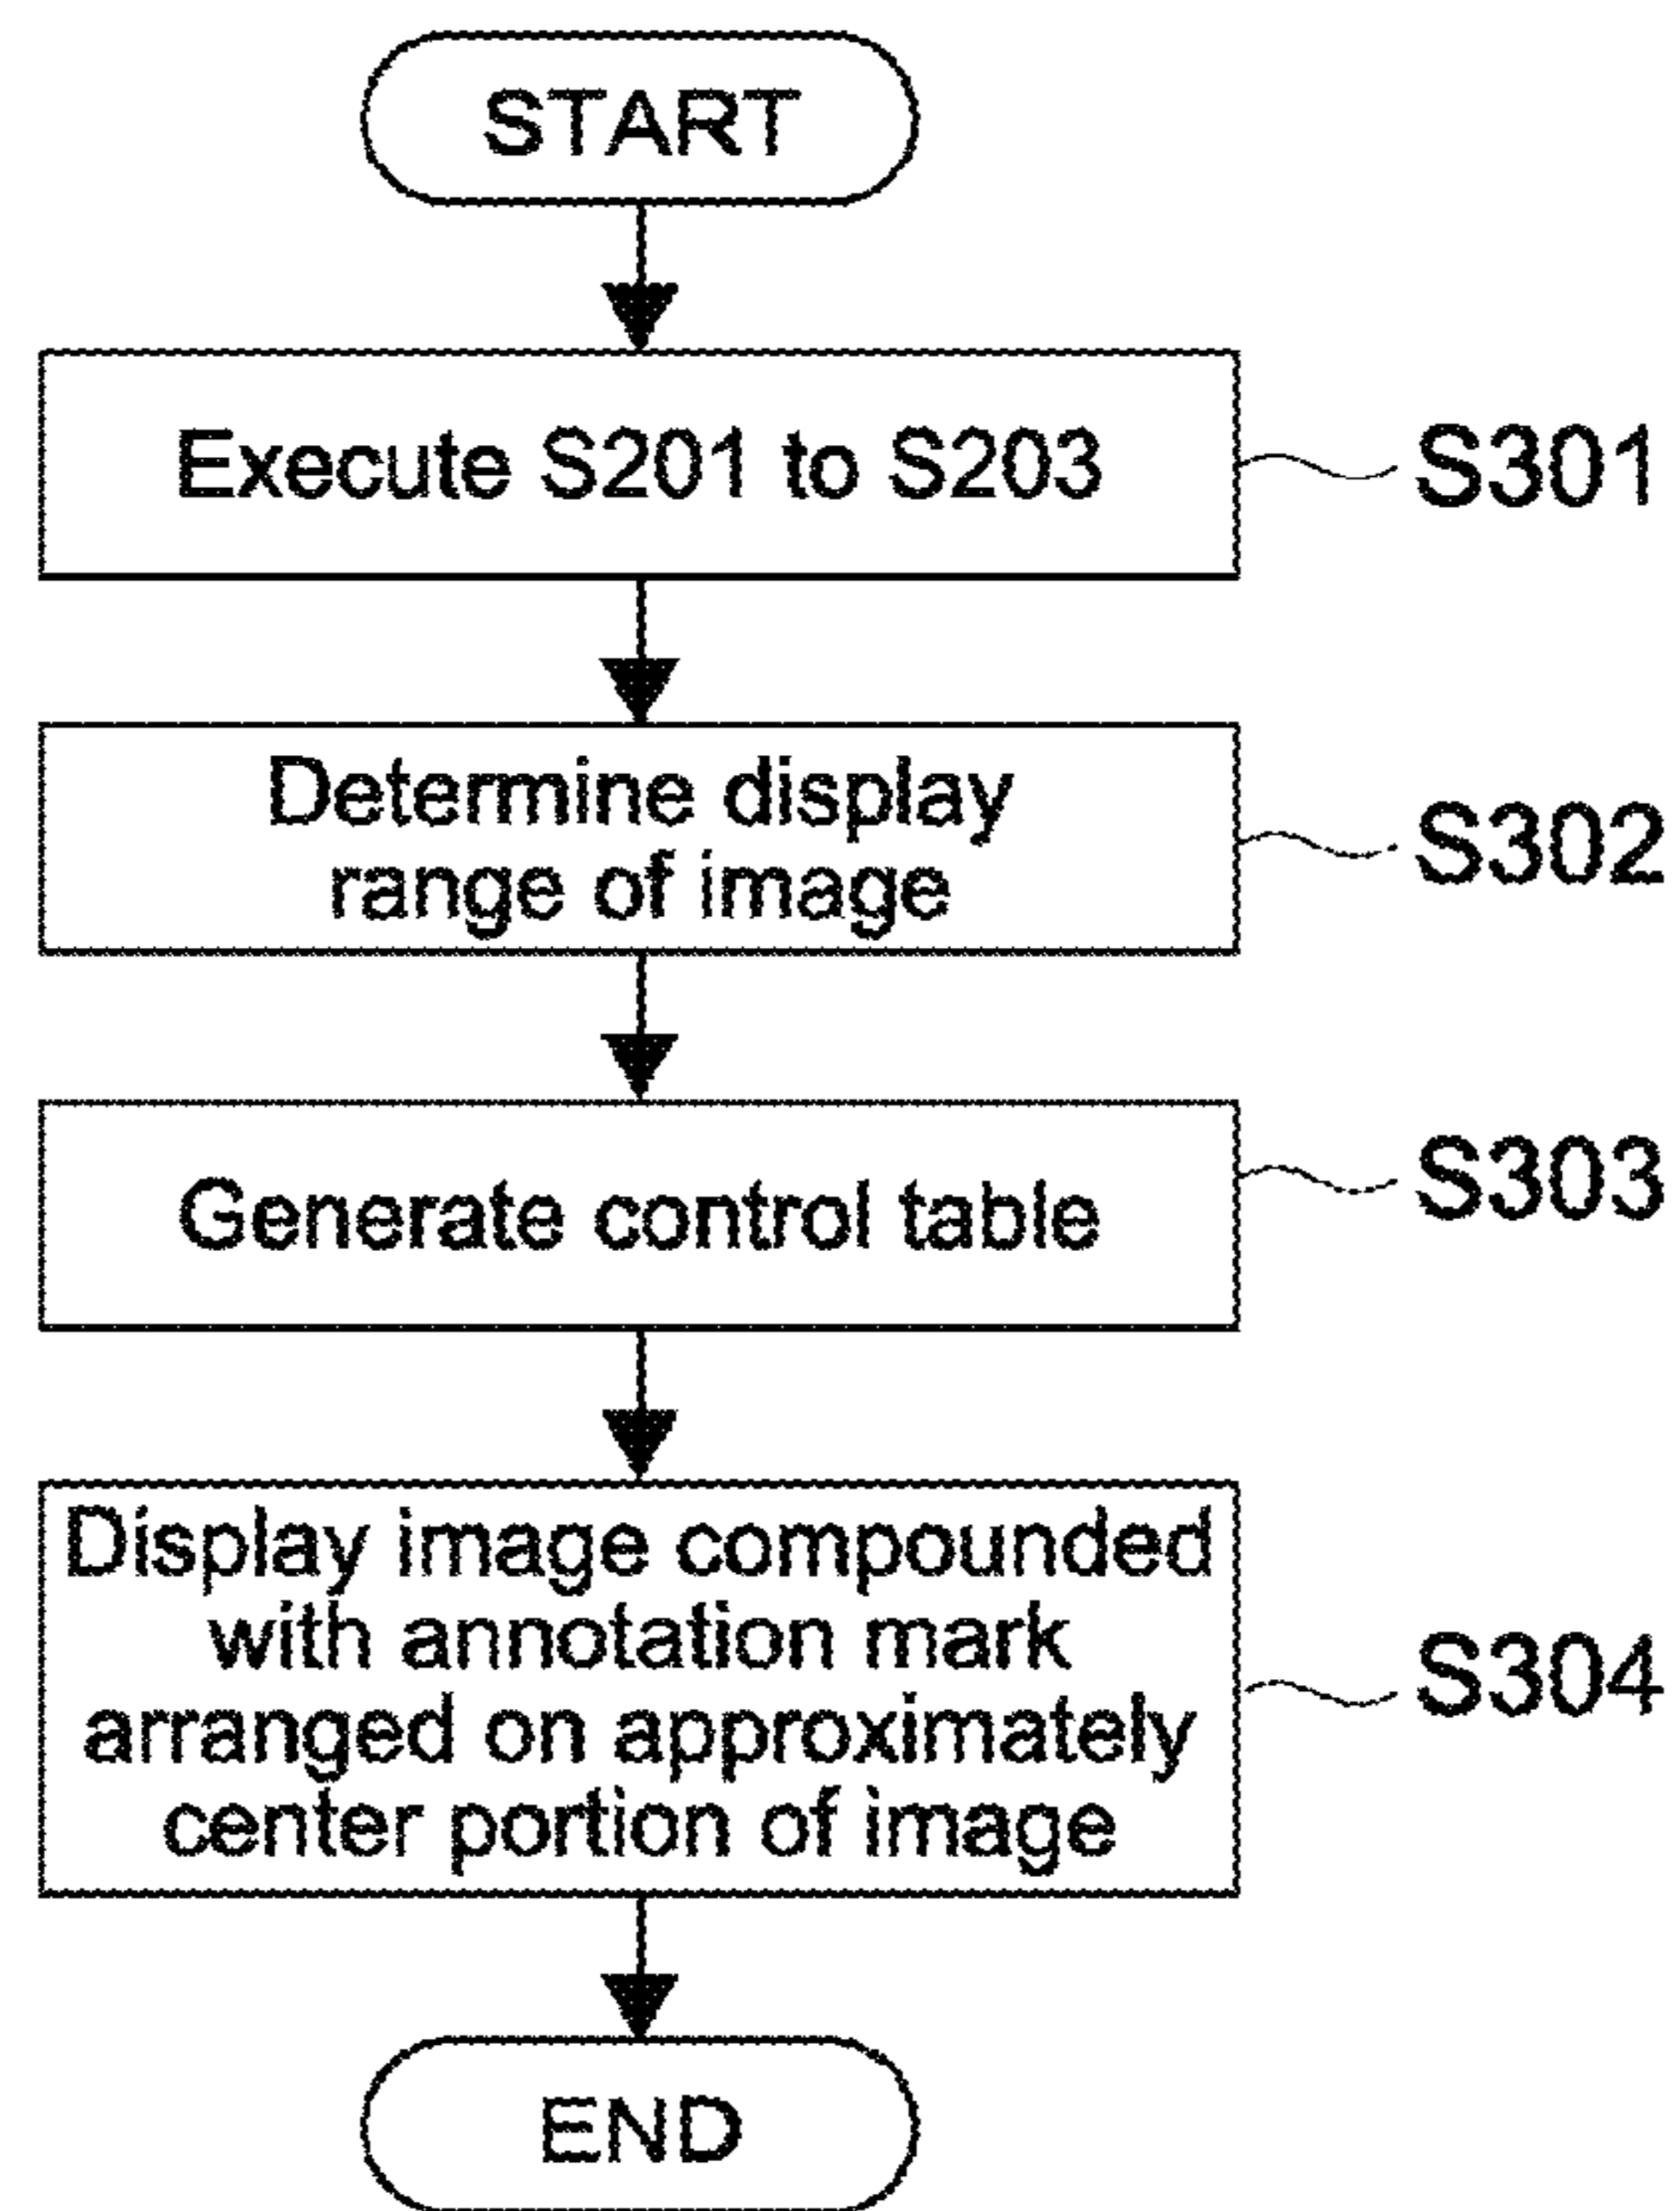 START
Execute S201 to S203
S301
Determine display
range of image
S302
Generate control table
S303
Display image compounded
with annotation mark
arranged on approximately
center portion of image
S304
END